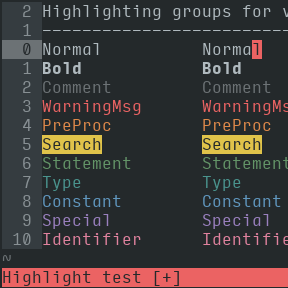 2 Highlighting groups for v
1 ---------------------------
0 Normal Normal
1 Bold Bold
2 Comment Comment
3 WarningMsg WarningMs
4 PreProc PreProc
5 Search Search
6 Statement Statement
7 Type Type
8 Constant Constant
9 Special Special
10 Identifier Identifie
~
Highlight test [+]